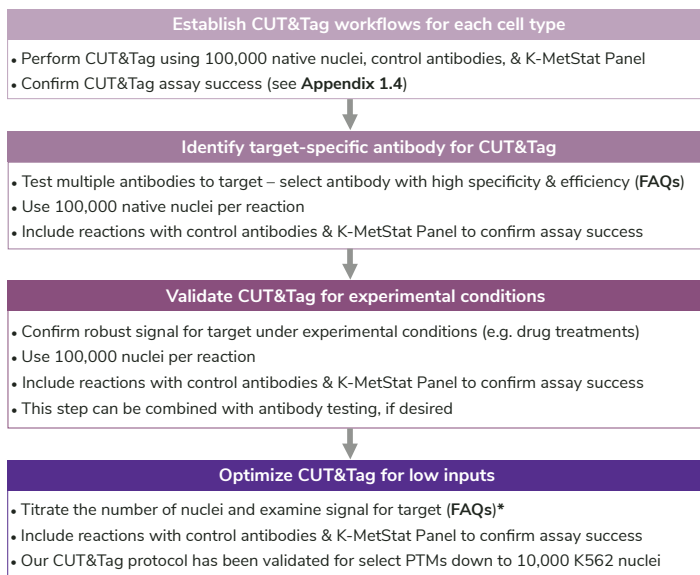 Establish CUT&Tag workflows for each cell type
• Perform CUT&Tag using 100,000 native nuclei, control antibodies, & K-MetStat Panel
• Confirm CUT&Tag assay success (see Appendix 1.4)
Identify target-specific antibody for CUT&Tag
• Test multiple antibodies to target – select antibody with high specificity & efficiency (FAQs)
• Use 100,000 native nuclei per reaction
• Include reactions with control antibodies & K-MetStat Panel to confirm assay success
Validate CUT&Tag for experimental conditions
• Confirm robust signal for target under experimental conditions (e.g. drug treatments)
• Use 100,000 nuclei per reaction
• Include reactions with control antibodies & K-MetStat Panel to confirm assay success
• This step can be combined with antibody testing, if desired
Optimize CUT&Tag for low inputs
• Titrate the number of nuclei and examine signal for target (FAQs)*
• Include reactions with control antibodies & K-MetStat Panel to confirm assay success
• Our CUT&Tag protocol has been validated for select PTMs down to 10,000 K562 nuclei